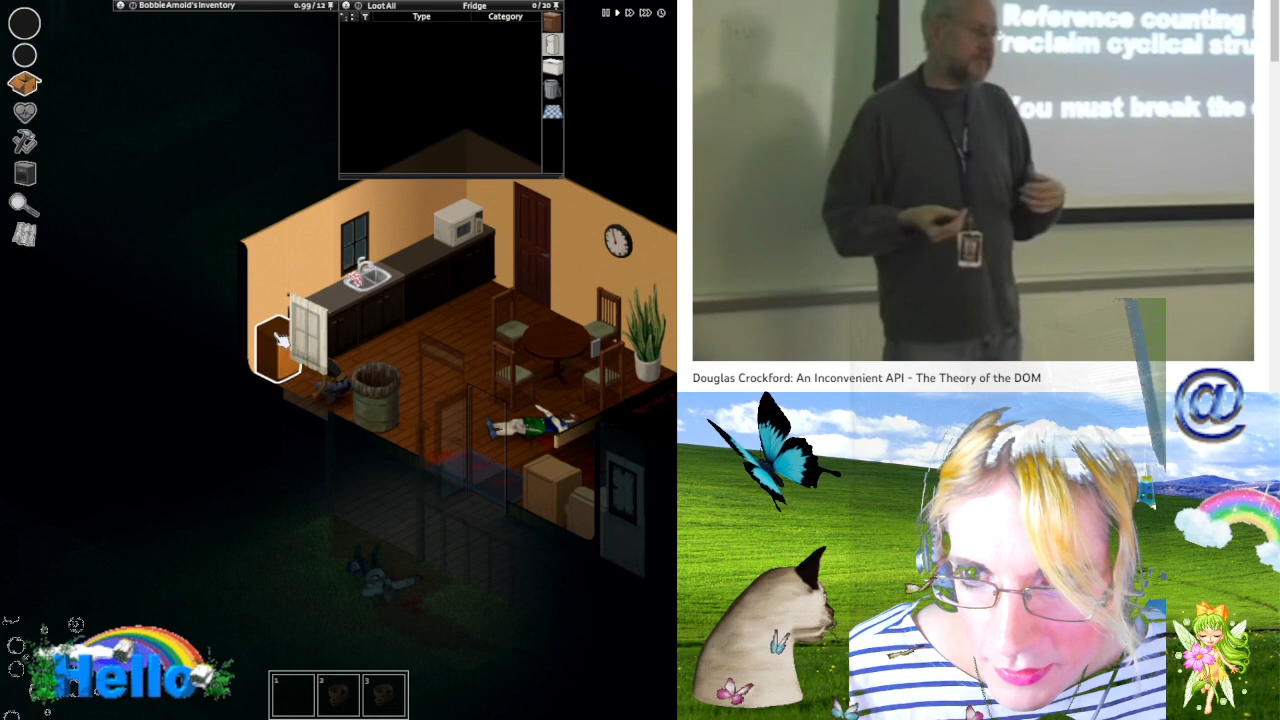 BobbieArnold's Inventory 0.99 / 12
Loot All Fridge 0 / 20
Type Category
1 2 3
Hello
Reference counting
reclaim cyclical stru
You must break the
Douglas Crockford: An Inconvenient API - The Theory of the DOM
@